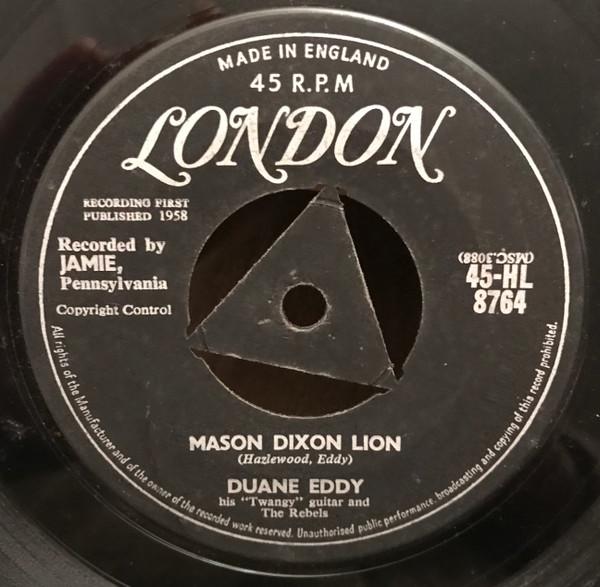 MADE IN ENGLAND
45 R.P.M
LONDON
RECORDING FIRST
PUBLISHED 1958
Recorded by
JAMIE,
Pennsylvania
Copyright Control
(MSC.3088)
45-HL
8764
MASON DIXON LION
(Hazlewood, Eddy)
DUANE EDDY
his "Twangy" guitar and
The Rebels
All rights of the Manufacturer and of the owner of the recorded work reserved. Unauthorised public performance, broadcasting and copying of this record prohibited.